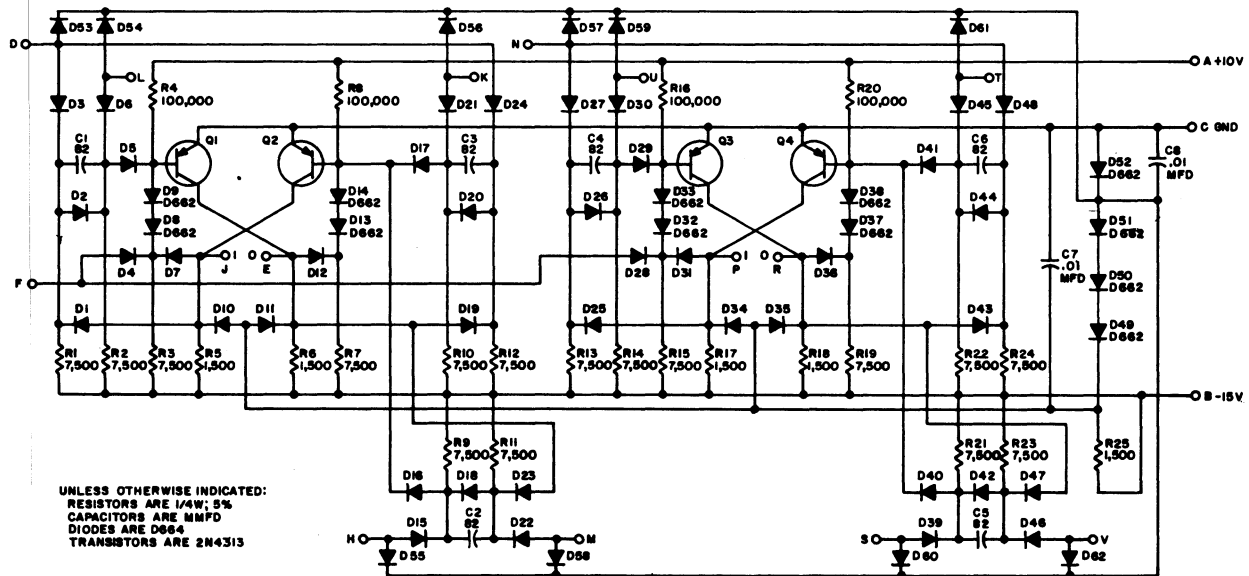 D53 D54 D56 D57 D59 D61
D N
L K U T
A +10V
R4 100,000
R8 100,000
R16 100,000
R20 100,000
D3 D6 D21 D24 D27 D30 D45 D48
C GND
C1 82
D5
Q1 Q2
D17
C3 82
C4 82
D29
Q3 Q4
D41
C6 82
D52 D662
C8 .01 MFD
D2
D9 D662
D14 D662
D20
D26
D33 D662
D38 D662
D44
D8 D662
D13 D662
D32 D662
D37 D662
D51 D662
D4 D7
1 J
0 E
D12
D28 D31
1 P
0 R
D36
C7 .01 MFD
D50 D662
F
D1 D10 D11 D19 D25 D34 D35 D43
D49 D662
R1 7,500
R2 7,500
R3 7,500
R5 1,500
R6 1,500
R7 7,500
R10 7,500
R12 7,500
R13 7,500
R14 7,500
R15 7,500
R17 1,500
R18 1,500
R19 7,500
R22 7,500
R24 7,500
B -15V
R9 7,500
R11 7,500
R21 7,500
R23 7,500
R25 1,500
D16 D18 D23 D40 D42 D47
UNLESS OTHERWISE INDICATED:
RESISTORS ARE 1/4W; 5%
CAPACITORS ARE MMFD
DIODES ARE D664
TRANSISTORS ARE 2N4313
H D15
C2 82
D22 M
S D39
C5 82
D46 V
D55 D58 D60 D62